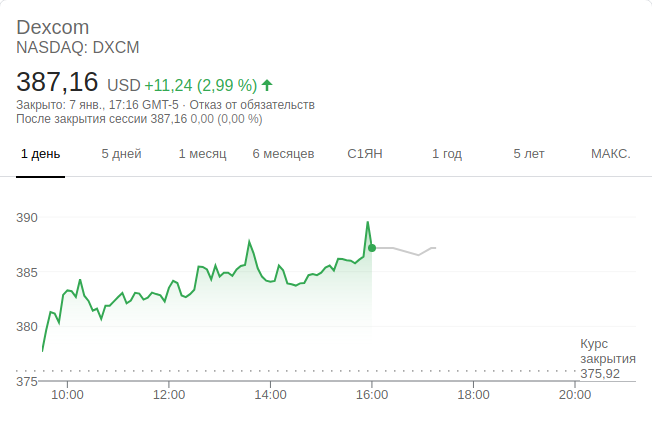 Dexcom
NASDAQ: DXCM
387,16 USD +11,24 (2,99 %)
Закрыто: 7 янв., 17:16 GMT-5 · Отказ от обязательств
После закрытия сессии 387,16 0,00 (0,00 %)
1 день 5 дней 1 месяц 6 месяцев С1ЯН 1 год 5 лет МАКС.
390
385
380
Курс
закрытия
375,92
375
10:00 12:00 14:00 16:00 18:00 20:00